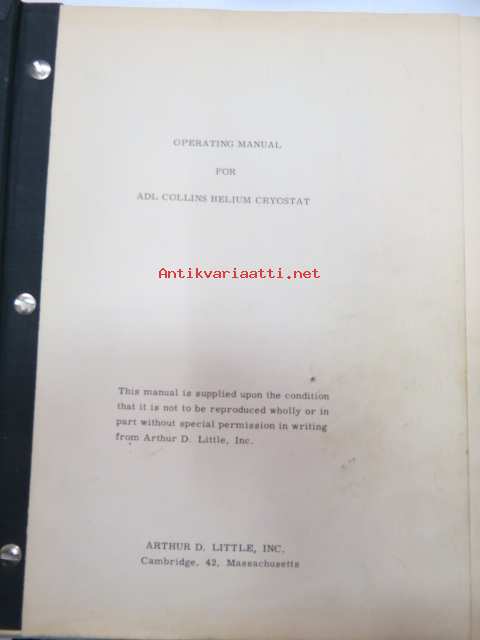 OPERATING MANUAL
FOR
ADL COLLINS HELIUM CRYOSTAT
Antikvariaatti.net
This manual is supplied upon the condition
that it is not to be reproduced wholly or in
part without special permission in writing
from Arthur D. Little, Inc.
ARTHUR D. LITTLE, INC.
Cambridge, 42, Massachusetts